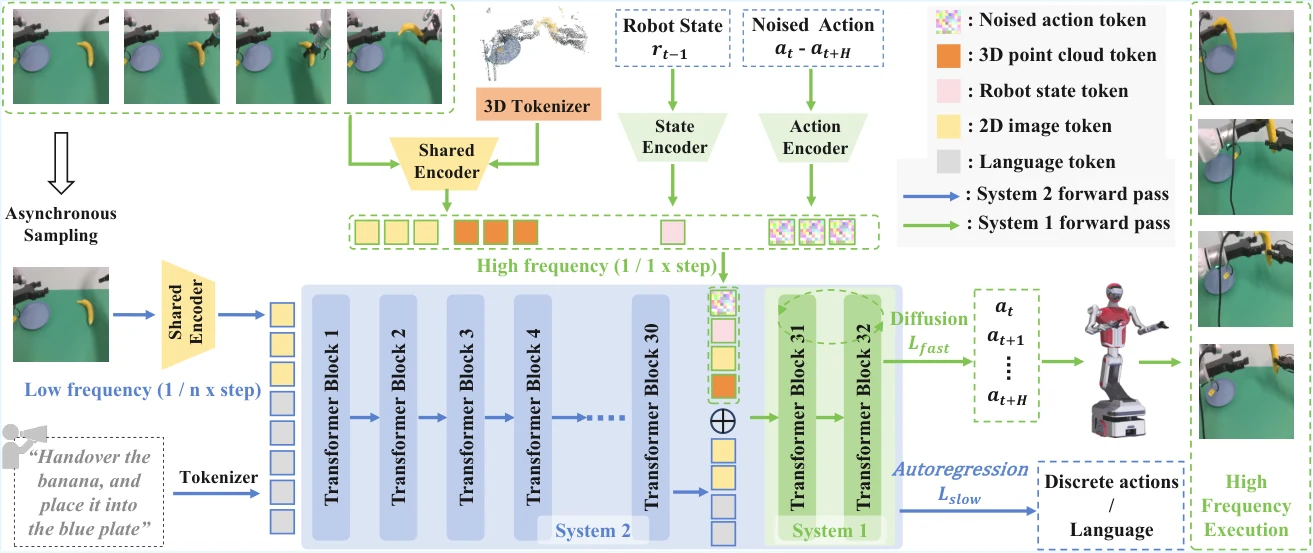 3D Tokenizer
Robot State
r_{t-1}
Noised Action
a_t - a_{t+H}
Shared
Encoder
State
Encoder
Action
Encoder
: Noised action token
: 3D point cloud token
: Robot state token
: 2D image token
: Language token
: System 2 forward pass
: System 1 forward pass
Asynchronous
Sampling
High frequency (1 / 1 x step)
Shared
Encoder
Low frequency (1 / n x step)
“Handover the
banana, and
place it into
the blue plate”
Tokenizer
Transformer Block 1
Transformer Block 2
Transformer Block 3
Transformer Block 4
Transformer Block 30
System 2
Transformer Block 31
Transformer Block 32
System 1
Diffusion
L_{fast}
a_t
a_{t+1}
a_{t+H}
Autoregression
L_{slow}
Discrete actions
/
Language
High
Frequency
Execution